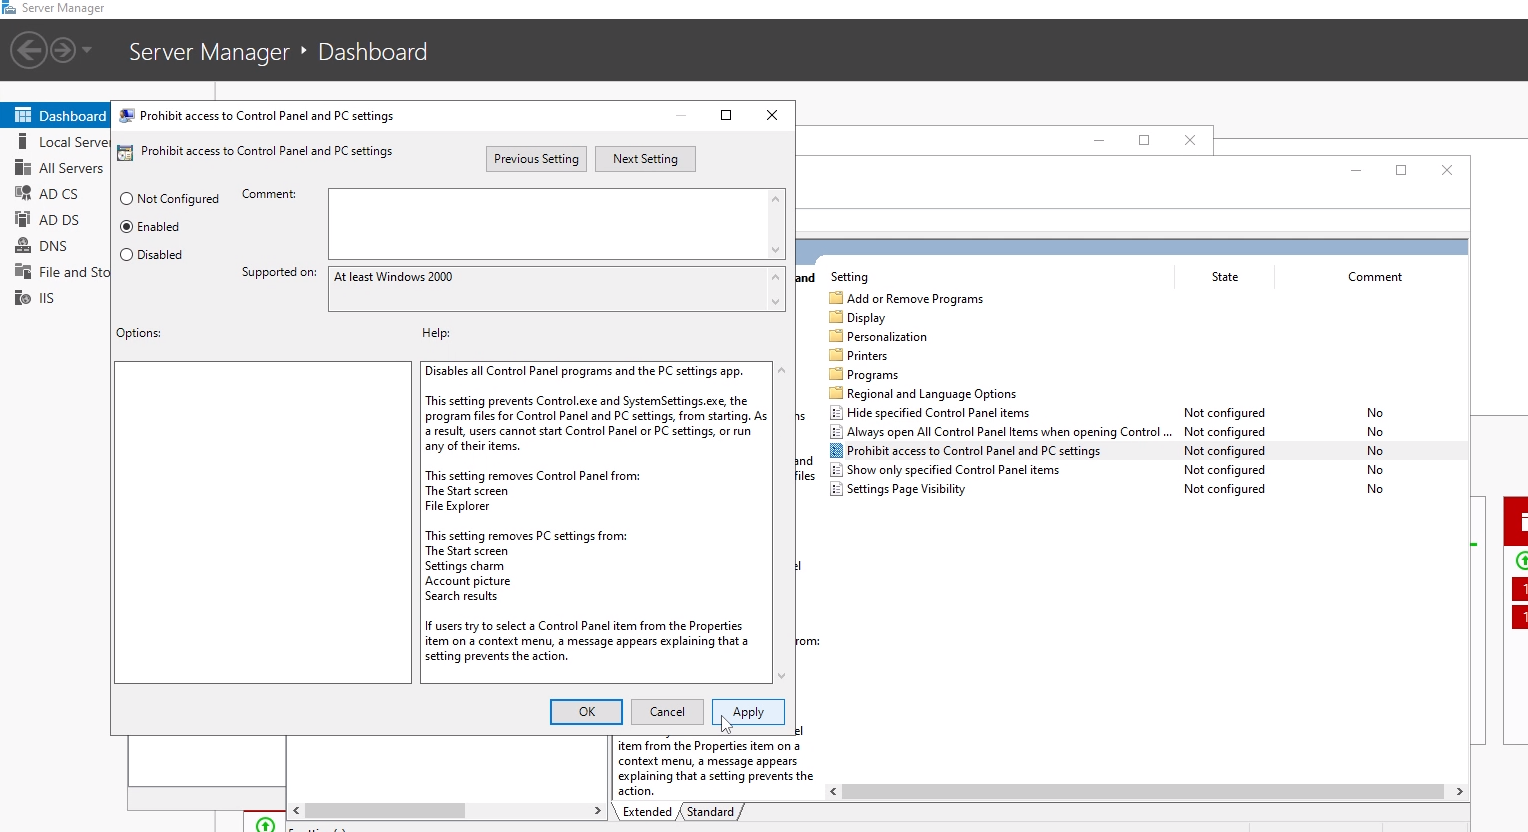 Server Manager
Server Manager ‣ Dashboard
Dashboard
Local Serve
All Servers
AD CS
AD DS
DNS
File and Sto
IIS
Prohibit access to Control Panel and PC settings
Prohibit access to Control Panel and PC settings
Previous Setting
Next Setting
Not Configured
Enabled
Disabled
Comment:
Supported on:
At least Windows 2000
Options:
Help:
Disables all Control Panel programs and the PC settings app.
This setting prevents Control.exe and SystemSettings.exe, the
program files for Control Panel and PC settings, from starting. As
a result, users cannot start Control Panel or PC settings, or run
any of their items.
This setting removes Control Panel from:
The Start screen
File Explorer
This setting removes PC settings from:
The Start screen
Settings charm
Account picture
Search results
If users try to select a Control Panel item from the Properties
item on a context menu, a message appears explaining that a
setting prevents the action.
OK
Cancel
Apply
and
ns
and
files
el
rom:
el
item from the Properties item on a
context menu, a message appears
explaining that a setting prevents the
action.
Setting State Comment
Add or Remove Programs
Display
Personalization
Printers
Programs
Regional and Language Options
Hide specified Control Panel items Not configured No
Always open All Control Panel Items when opening Control ... Not configured No
Prohibit access to Control Panel and PC settings Not configured No
Show only specified Control Panel items Not configured No
Settings Page Visibility Not configured No
Extended
Standard
1
1